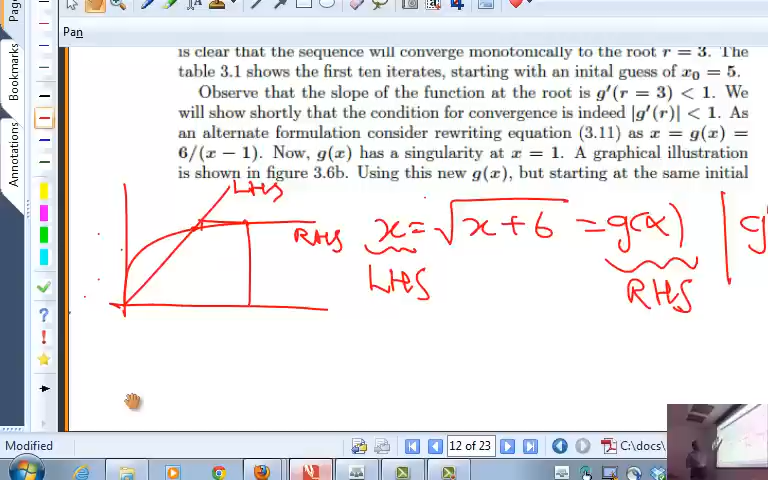 Pan
Pages
Bookmarks
Annotations
is clear that the sequence will converge monotonically to the root r = 3. The
table 3.1 shows the first ten iterates, starting with an inital guess of x₀ = 5.
Observe that the slope of the function at the root is g′(r = 3) < 1. We
will show shortly that the condition for convergence is indeed |g′(r)| < 1. As
an alternate formulation consider rewriting equation (3.11) as x = g(x) =
6/(x − 1). Now, g(x) has a singularity at x = 1. A graphical illustration
is shown in figure 3.6b. Using this new g(x), but starting at the same initial
LHS
RHS
x = √x+6 = g(x) | g'
LHS
RHS
Modified
12 of 23
C:\docs